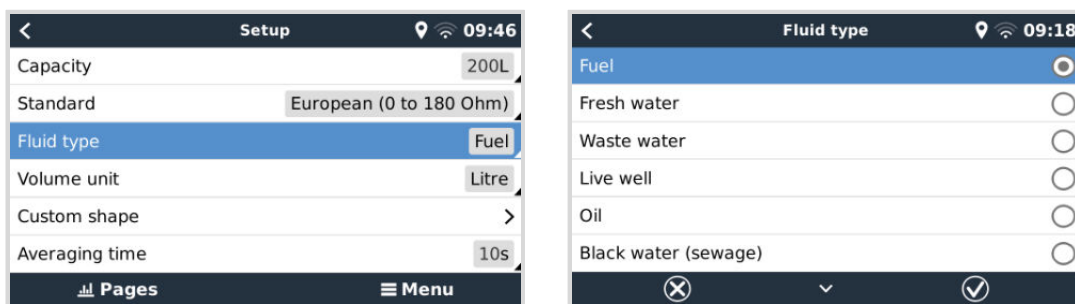 Setup 09:46
Capacity 200L
Standard European (0 to 180 Ohm)
Fluid type Fuel
Volume unit Litre
Custom shape
Averaging time 10s
Pages Menu
Fluid type 09:18
Fuel
Fresh water
Waste water
Live well
Oil
Black water (sewage)